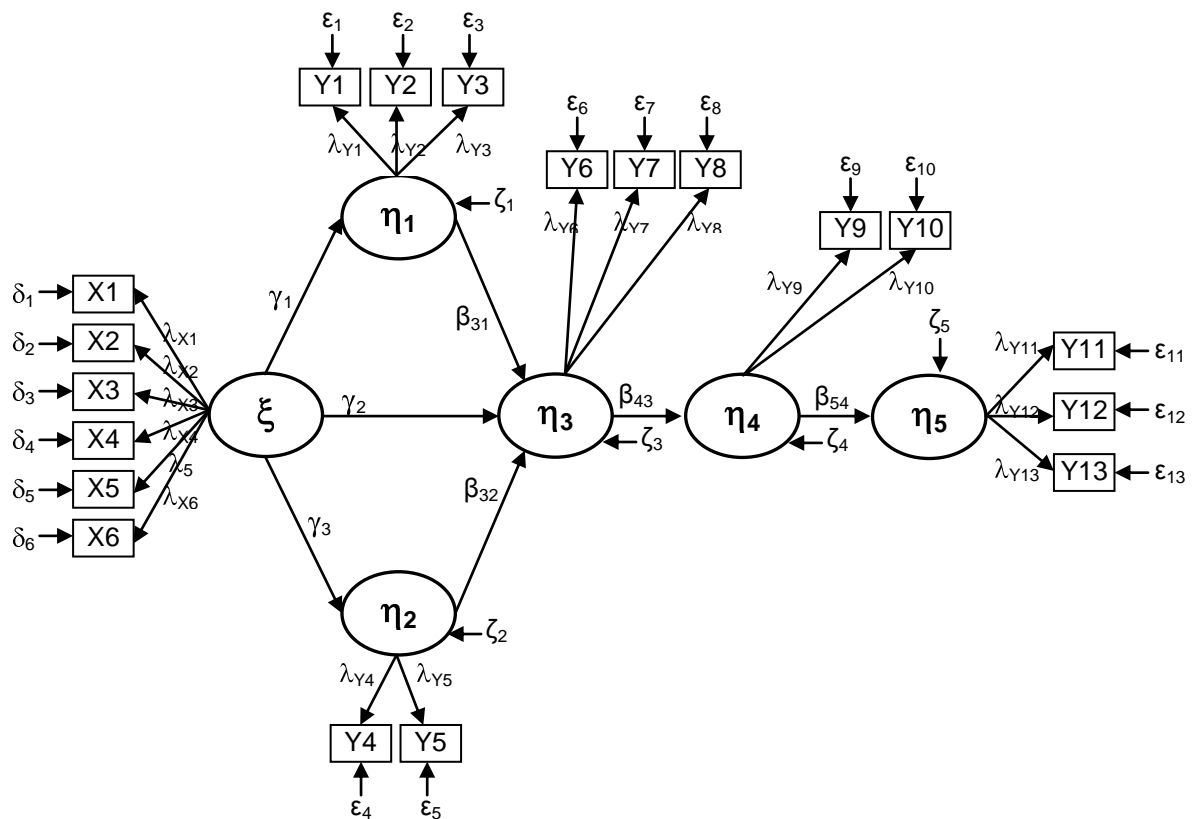 ε1 ε2 ε3
Y1 Y2 Y3
λY1 λY2 λY3
η1 ζ1
ε6 ε7 ε8
Y6 Y7 Y8
λY6 λY7 λY8
ε9 ε10
Y9 Y10
λY9 λY10
δ1 X1 λX1
δ2 X2 λX2
δ3 X3 λX3
δ4 X4 λX4
δ5 X5 λ5
δ6 X6 λX6
ξ
γ1
γ2
γ3
β31
β32
η3 ζ3
β43
η4 ζ4
β54
ζ5
η5
λY11 Y11 ε11
λY12 Y12 ε12
λY13 Y13 ε13
η2 ζ2
λY4 λY5
Y4 Y5
ε4 ε5